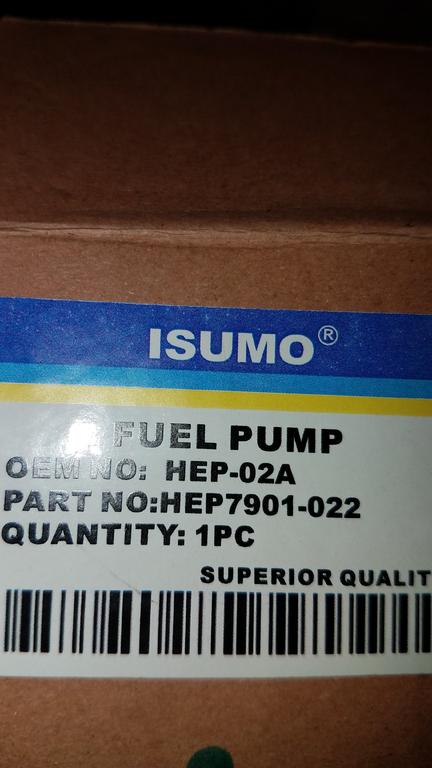 ISUMO®
FUEL PUMP
OEM NO: HEP-02A
PART NO:HEP7901-022
QUANTITY: 1PC
SUPERIOR QUALIT